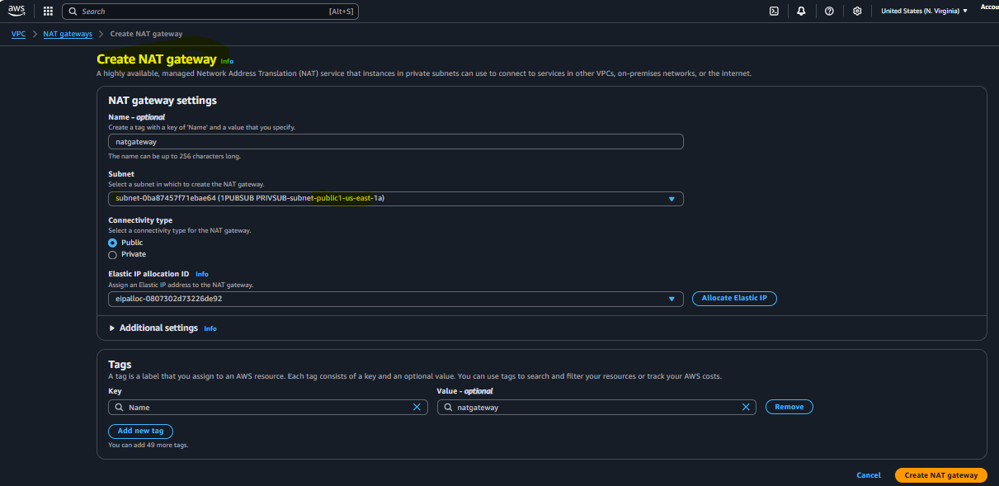 aws
Search [Alt+S]
United States (N. Virginia)
Accou
VPC > NAT gateways > Create NAT gateway
Create NAT gateway Info
A highly available, managed Network Address Translation (NAT) service that instances in private subnets can use to connect to services in other VPCs, on-premises networks, or the internet.
NAT gateway settings
Name - optional
Create a tag with a key of 'Name' and a value that you specify.
natgateway
The name can be up to 256 characters long.
Subnet
Select a subnet in which to create the NAT gateway.
subnet-0ba87457f71ebae64 (1PUBSUB PRIVSUB-subnet-public1-us-east-1a)
Connectivity type
Select a connectivity type for the NAT gateway.
Public
Private
Elastic IP allocation ID Info
Assign an Elastic IP address to the NAT gateway.
eipalloc-0807302d73226de92
Allocate Elastic IP
Additional settings Info
Tags
A tag is a label that you assign to an AWS resource. Each tag consists of a key and an optional value. You can use tags to search and filter your resources or track your AWS costs.
Key Value - optional
Name natgateway Remove
Add new tag
You can add 49 more tags.
Cancel Create NAT gateway